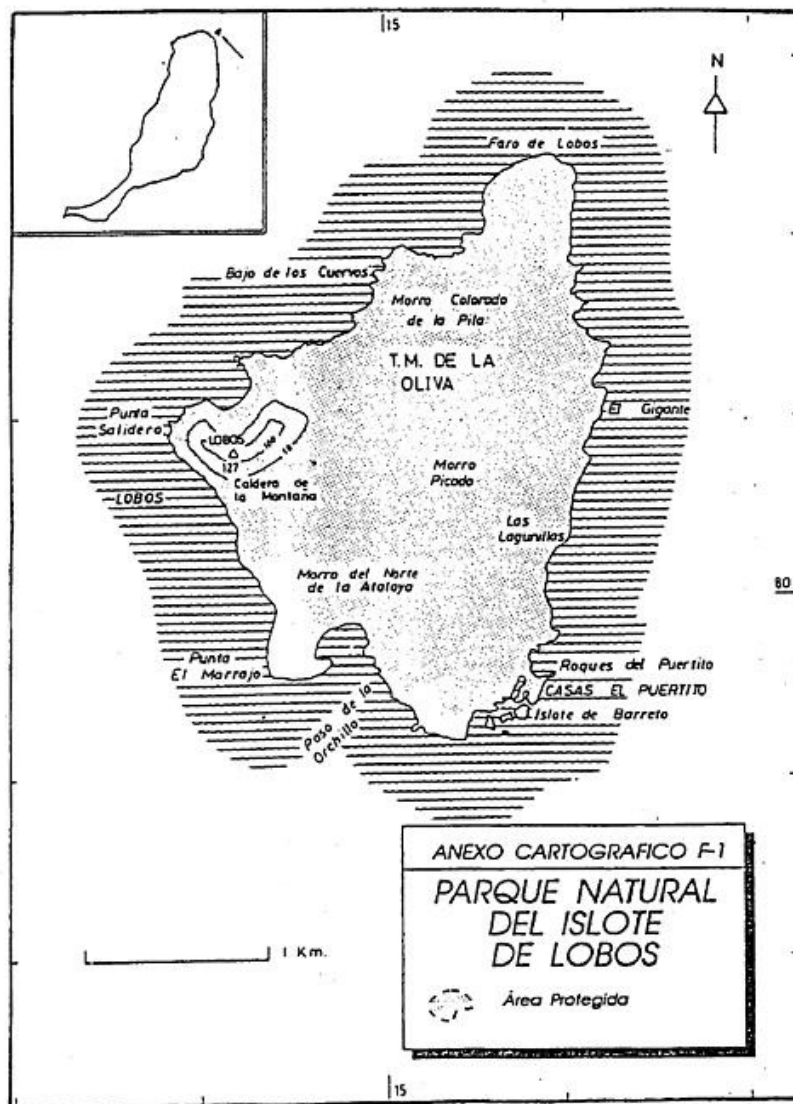 15
N
Faro de Lobos
Bajo de los Cuervos
Morro Colorado
de la Pila
T.M. DE LA
OLIVA
Punta
Salidero
El Gigante
LOBOS
100
127
Caldera de
la Montaña
Morro
Picado
LOBOS
Las
Lagunillas
Morro del Norte
de la Atalaya
80
Punta
El Marrajo
Roques del Puertito
CASAS EL PUERTITO
Islote de Barreto
Paso de la
Orchilla
ANEXO CARTOGRAFICO F-1
PARQUE NATURAL
DEL ISLOTE
DE LOBOS
Área Protegida
1 Km.
15